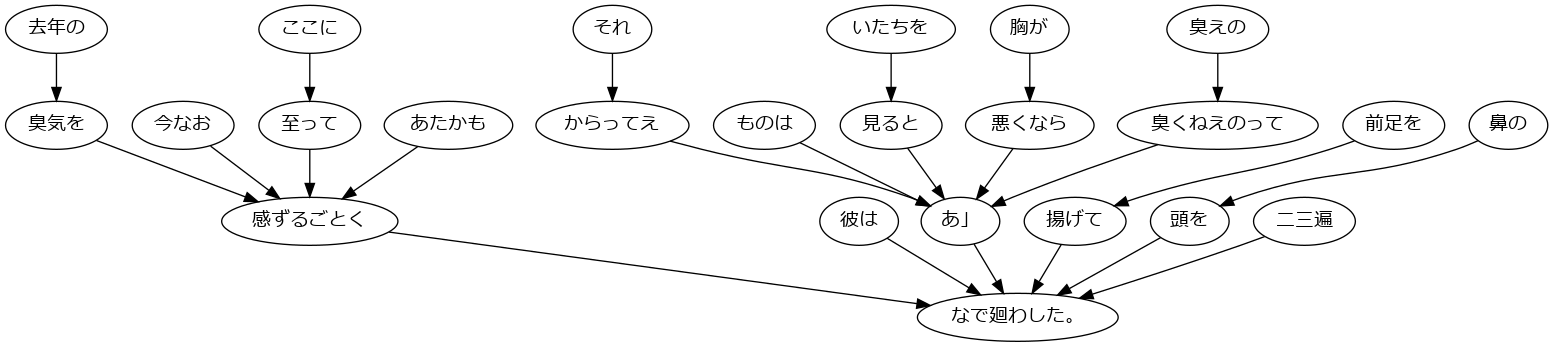 去年の
ここに
それ
いたちを
胸が
臭えの
臭気を
今なお
至って
あたかも
からってえ
ものは
見ると
悪くなら
臭くねえのって
前足を
鼻の
感ずるごとく
彼は
あ」
揚げて
頭を
二三遍
なで廻わした。